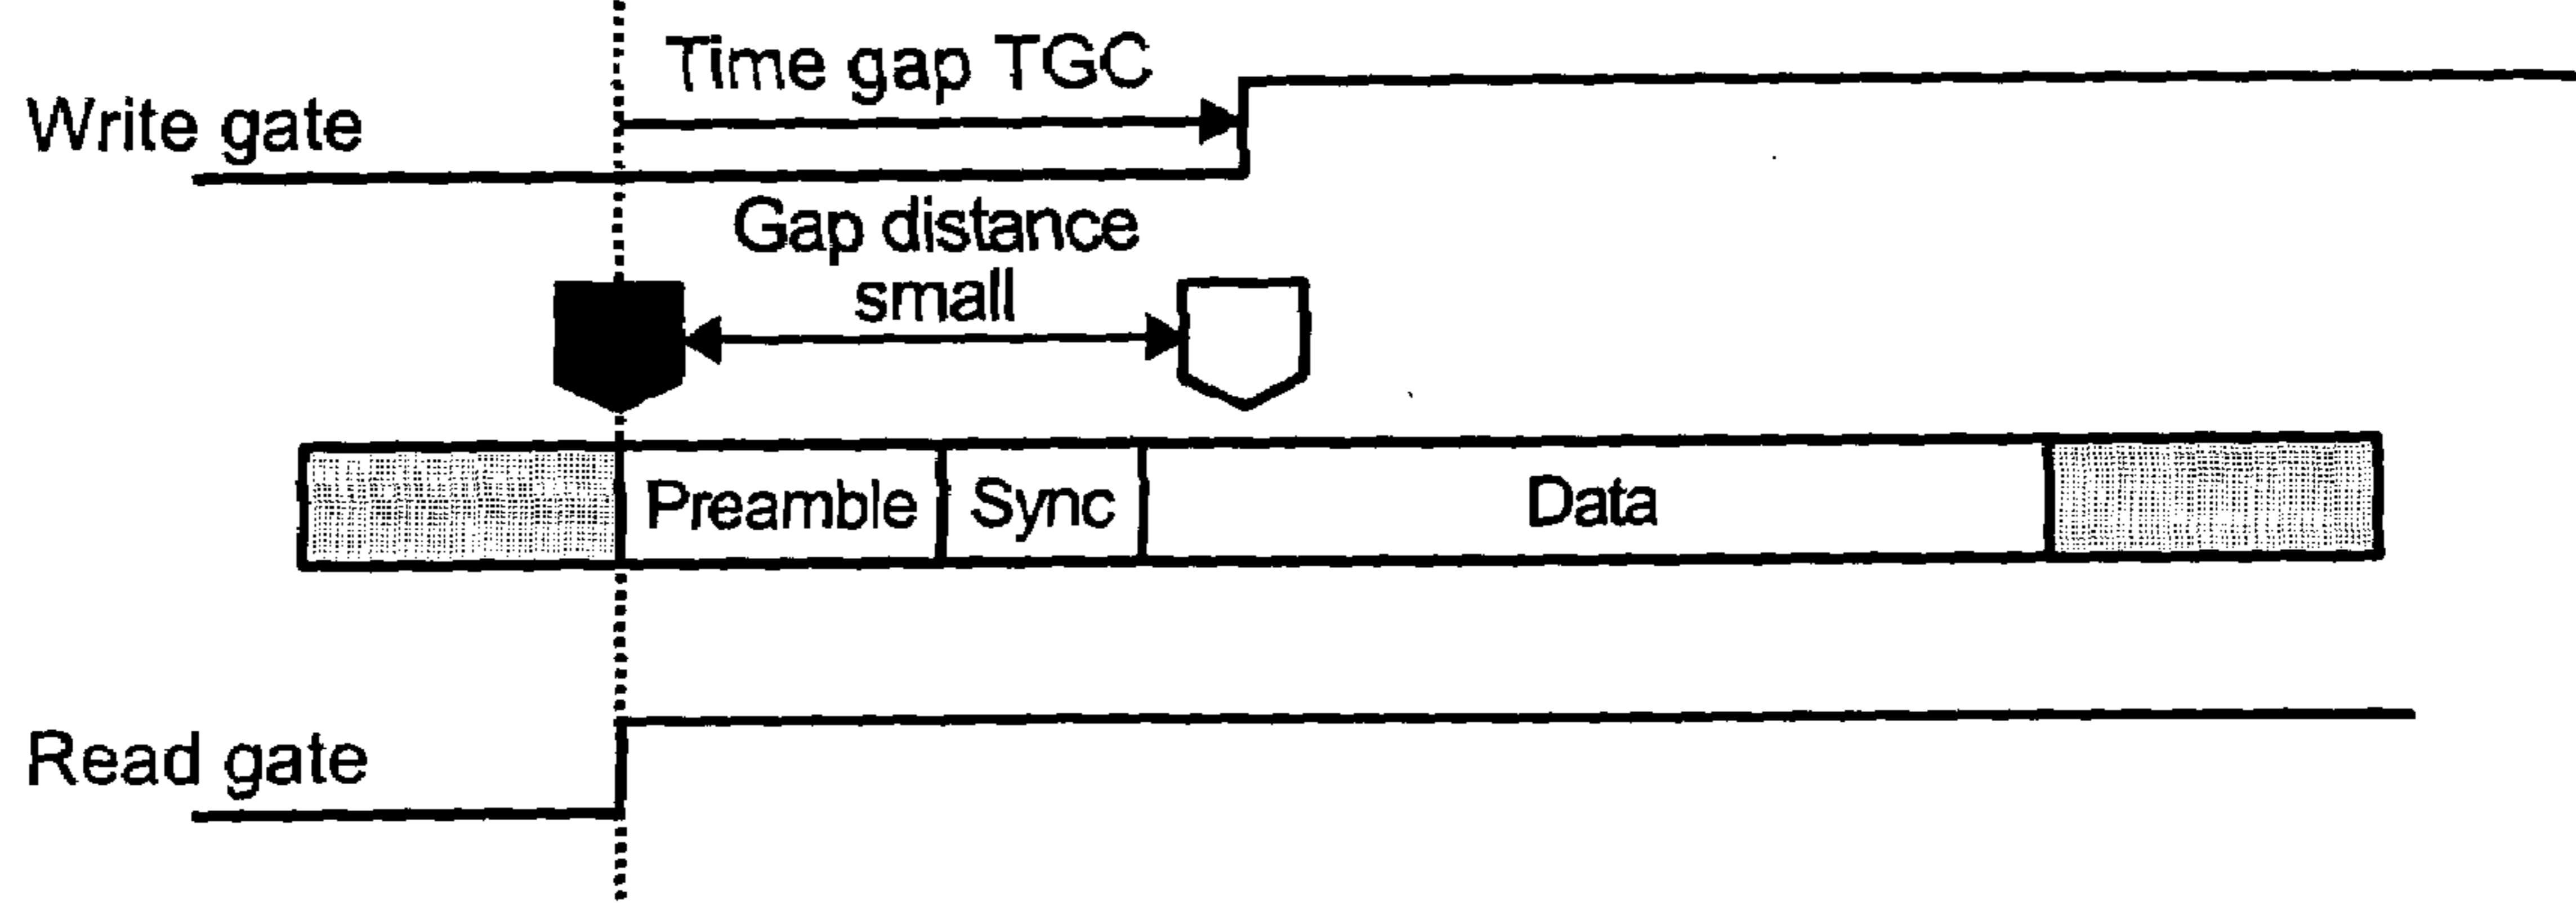 Time gap TGC
Write gate
Gap distance
small
Preamble Sync Data
Read gate